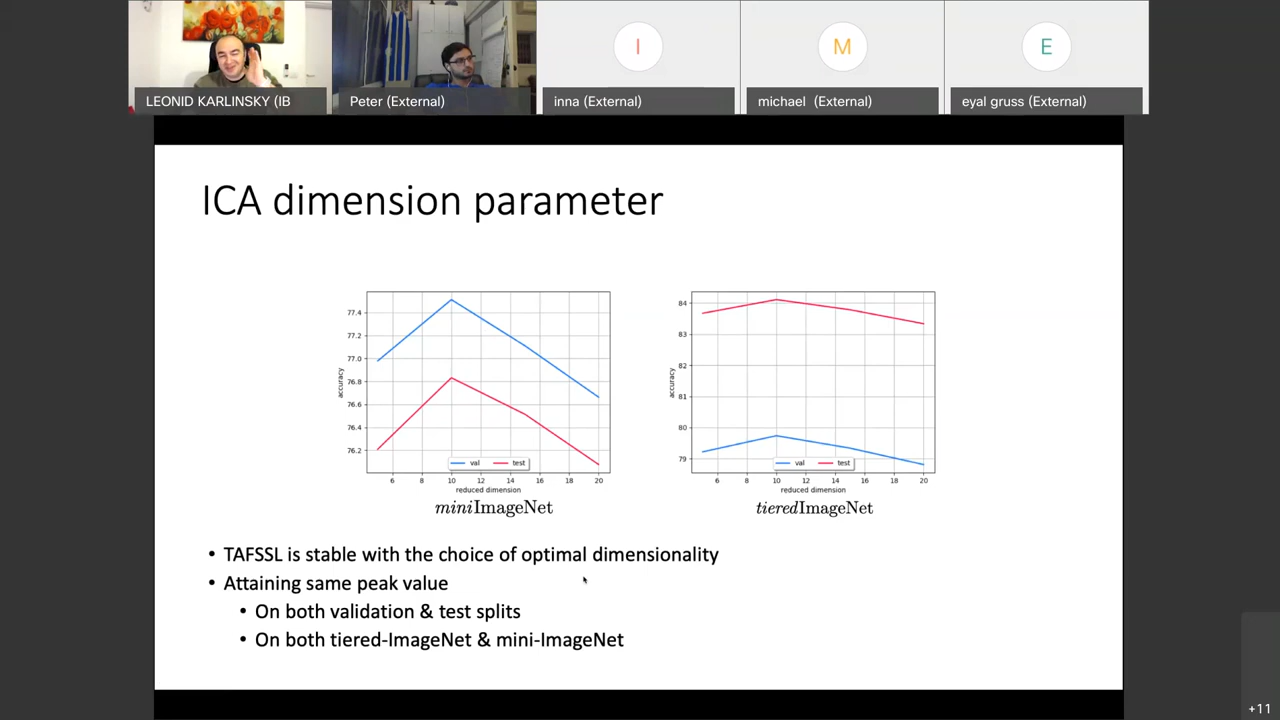 LEONID KARLINSKY (IB
Peter (External)
I
inna (External)
M
michael (External)
E
eyal gruss (External)
ICA dimension parameter
77.4
77.2
77.0
76.8
76.6
76.4
76.2
accuracy
val test
6 8 10 12 14 16 18 20
reduced dimension
miniImageNet
84
83
82
81
80
79
accuracy
val test
6 8 10 12 14 16 18 20
reduced dimension
tieredImageNet
• TAFSSL is stable with the choice of optimal dimensionality
• Attaining same peak value
• On both validation & test splits
• On both tiered-ImageNet & mini-ImageNet
+11